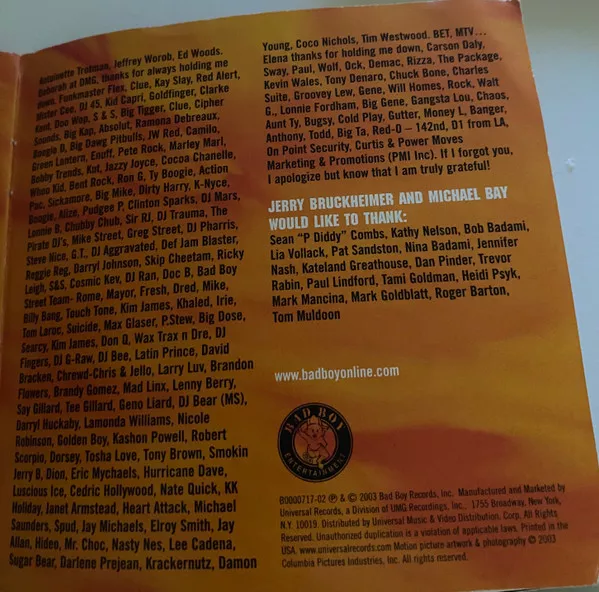 Antoinette Trotman, Jeffrey Worob, Ed Woods,
Deborah at DMG, thanks for always holding me
down, Funkmaster Flex, Clue, Kay Slay, Red Alert,
Mister Cee, DJ 45, Kid Capri, Goldfinger, Clarke
Kent, Doo Wop, S & S, Big Tigger, Clue, Cipher
Sounds, Big Kap, Absolut, Ramona Debreaux,
Boogie D, Big Dawg Pitbulls, JW Red, Camilo,
Green Lantern, Enuff, Pete Rock, Marley Marl,
Bobby Trends, Kut, Jazzy Joyce, Cocoa Chanelle,
Whoo Kid, Bent Rock, Ron G, Ty Boogie, Action
Pac, Sickamore, Big Mike, Dirty Harry, K-Nyce,
Boogie, Alize, Pudgee P, Clinton Sparks, DJ Mars,
Lonnie B, Chubby Chub, Sir RJ, DJ Trauma, The
Pirate DJ's, Mike Street, Greg Street, DJ Pharris,
Steve Nice, G.T., DJ Aggravated, Def Jam Blaster,
Reggie Reg, Darryl Johnson, Skip Cheetam, Ricky
Leigh, S&S, Cosmic Kev, DJ Ran, Doc B, Bad Boy
Street Team- Rome, Mayor, Fresh, Dred, Mike,
Billy Bang, Touch Tone, Kim James, Khaled, Irie,
Tom Laroc, Suicide, Max Glaser, P.Stew, Big Dose,
Searcy, Kim James, Don Q, Wax Trax n Dre, DJ
Fingers, DJ G-Raw, DJ Bee, Latin Prince, David
Bracken, Chrewd-Chris & Jello, Larry Luv, Brandon
Flowers, Brandy Gomez, Mad Linx, Lenny Berry,
Say Gillard, Tee Gillard, Geno Liard, DJ Bear (MS),
Darryl Huckaby, Lamonda Williams, Nicole
Robinson, Golden Boy, Kashon Powell, Robert
Scorpio, Dorsey, Tosha Love, Tony Brown, Smokin
Jerry B, Dion, Eric Mychaels, Hurricane Dave,
Luscious Ice, Cedric Hollywood, Nate Quick, KK
Holiday, Janet Armstead, Heart Attack, Michael
Saunders, Spud, Jay Michaels, Elroy Smith, Jay
Allan, Hideo, Mr. Choc, Nasty Nes, Lee Cadena,
Sugar Bear, Darlene Prejean, Krackernutz, Damon
Young, Coco Nichols, Tim Westwood. BET, MTV...
Elena thanks for holding me down, Carson Daly,
Sway, Paul, Wolf, Ock, Demac, Rizza, The Package,
Kevin Wales, Tony Denaro, Chuck Bone, Charles
Suite, Groovey Lew, Gene, Will Homes, Rock, Walt
G., Lonnie Fordham, Big Gene, Gangsta Lou, Chaos,
Aunt Ty, Bugsy, Cold Play, Gutter, Money L, Banger,
Anthony, Todd, Big Ta, Red-O – 142nd, D1 from LA,
On Point Security, Curtis & Power Moves
Marketing & Promotions (PMI Inc). If I forgot you,
I apologize but know that I am truly grateful!
JERRY BRUCKHEIMER AND MICHAEL BAY
WOULD LIKE TO THANK:
Sean "P Diddy" Combs, Kathy Nelson, Bob Badami,
Lia Vollack, Pat Sandston, Nina Badami, Jennifer
Nash, Kateland Greathouse, Dan Pinder, Trevor
Rabin, Paul Lindford, Tami Goldman, Heidi Psyk,
Mark Mancina, Mark Goldblatt, Roger Barton,
Tom Muldoon
www.badboyonline.com
BAD BOY
ENTERTAINMENT
B0000717-02 ℗ & © 2003 Bad Boy Records, Inc. Manufactured and Marketed by
Universal Records, a Division of UMG Recordings, Inc., 1755 Broadway, New York,
N.Y. 10019. Distributed by Universal Music & Video Distribution, Corp. All Rights
Reserved. Unauthorized duplication is a violation of applicable laws. Printed in the
USA. www.universalrecords.com Motion picture artwork & photography © 2003
Columbia Pictures Industries, Inc. All rights reserved.